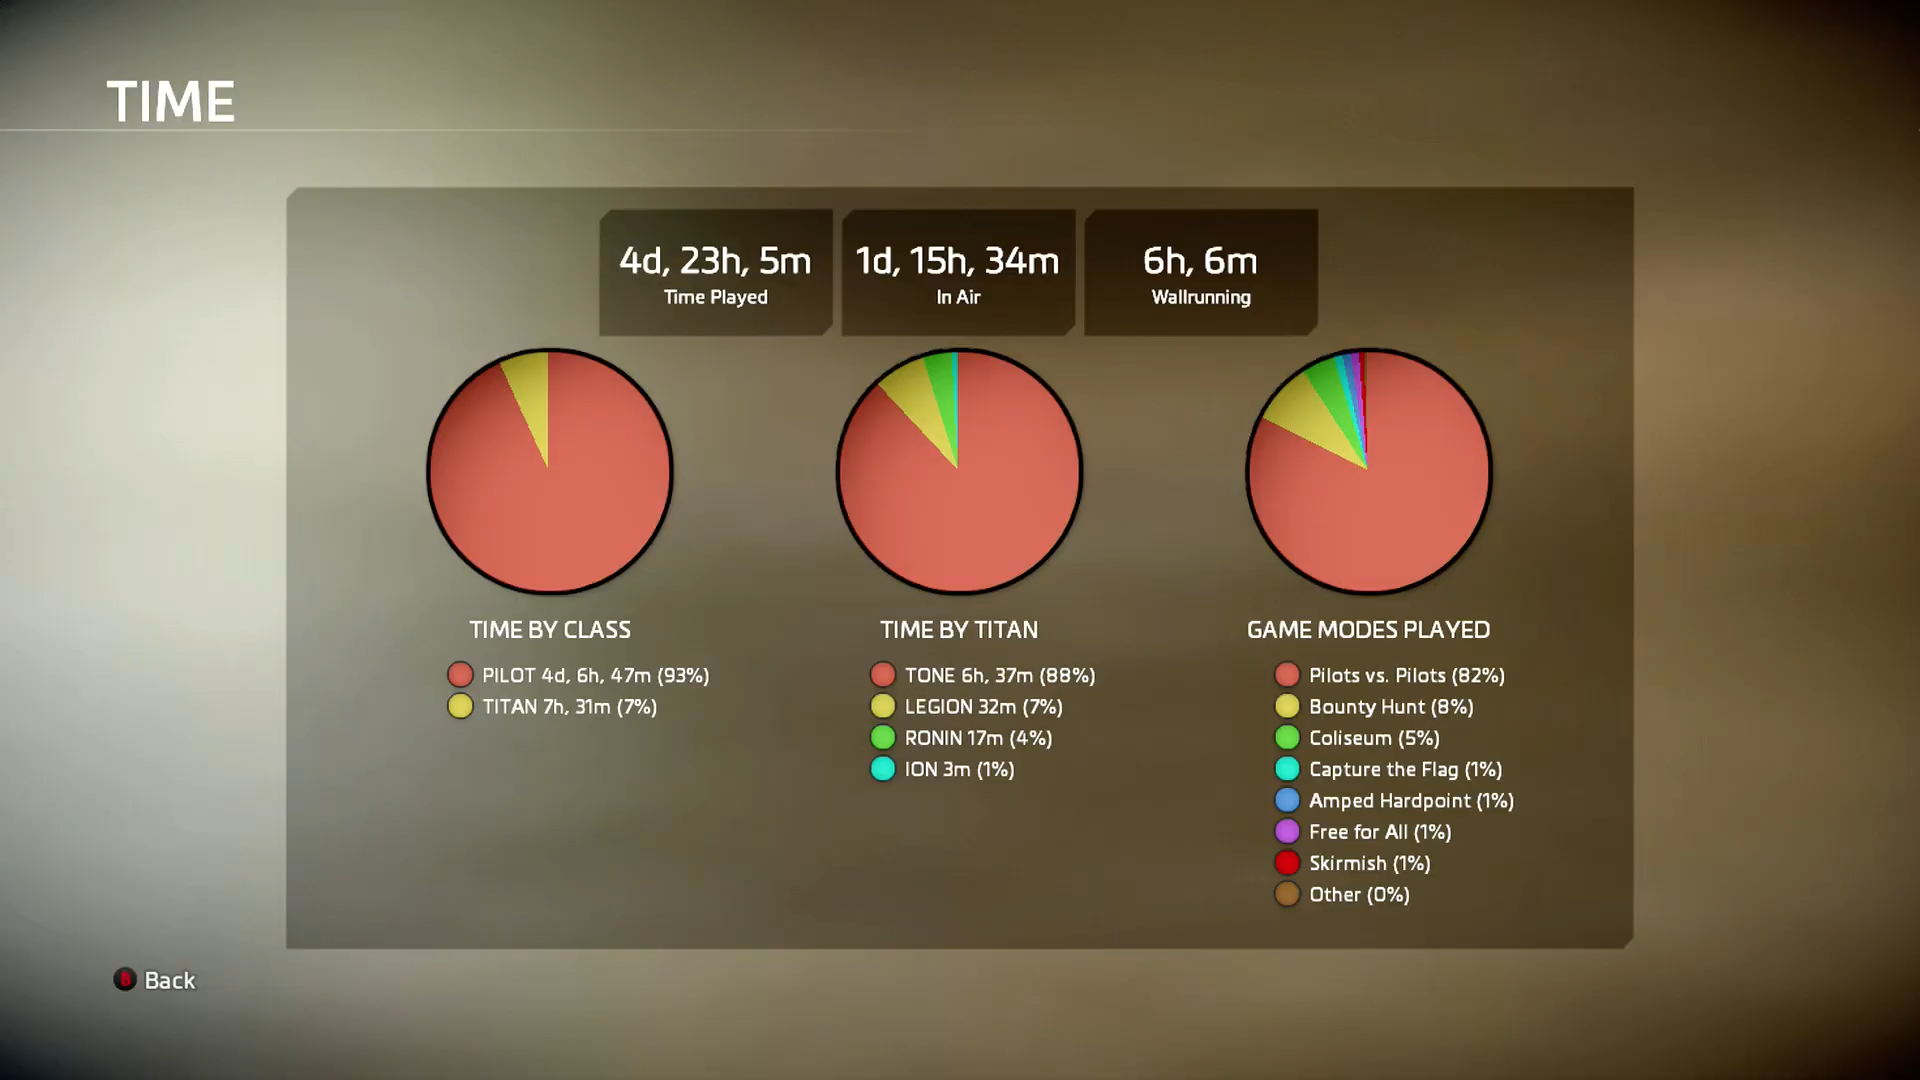 TIME
4d, 23h, 5m
Time Played
1d, 15h, 34m
In Air
6h, 6m
Wallrunning
TIME BY CLASS
PILOT 4d, 6h, 47m (93%)
TITAN 7h, 31m (7%)
TIME BY TITAN
TONE 6h, 37m (88%)
LEGION 32m (7%)
RONIN 17m (4%)
ION 3m (1%)
GAME MODES PLAYED
Pilots vs. Pilots (82%)
Bounty Hunt (8%)
Coliseum (5%)
Capture the Flag (1%)
Amped Hardpoint (1%)
Free for All (1%)
Skirmish (1%)
Other (0%)
B Back